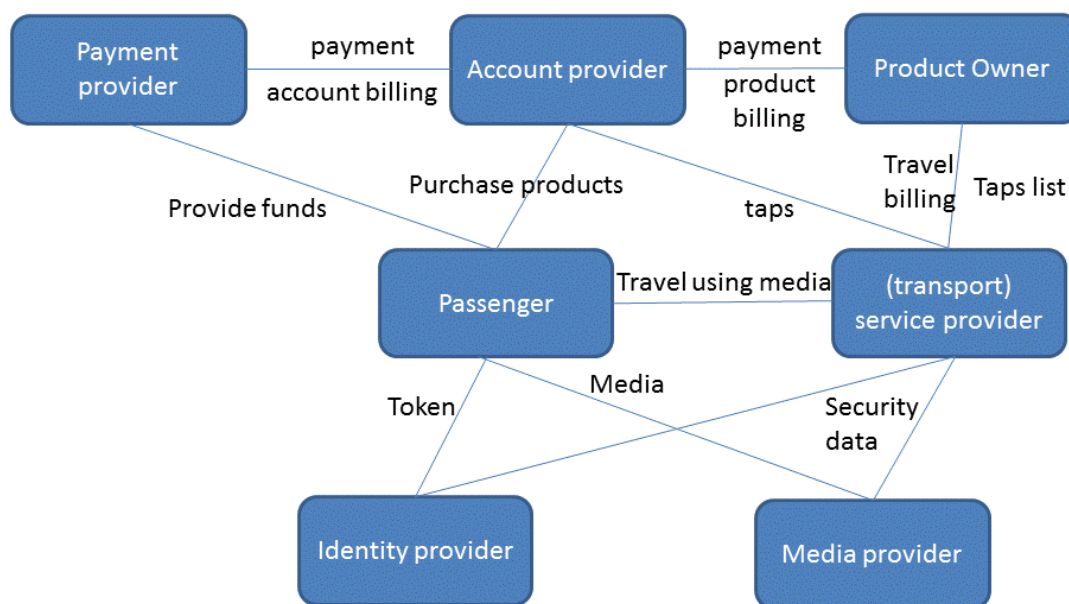 Payment
provider
payment
account billing
Account provider
payment
product
billing
Product Owner
Provide funds
Purchase products
taps
Travel
billing
Taps list
Passenger
Travel using media
(transport)
service provider
Token
Media
Security
data
Identity provider
Media provider